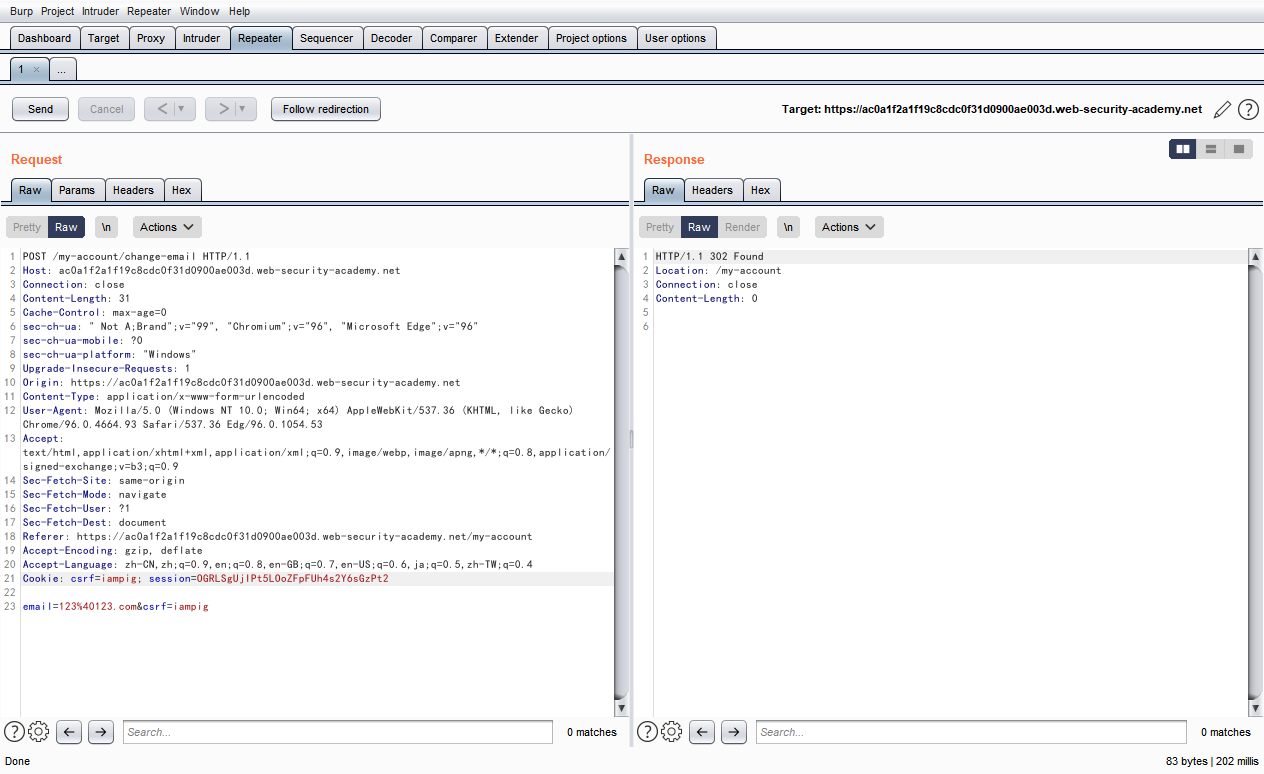 Burp Project Intruder Repeater Window Help
Dashboard Target Proxy Intruder Repeater Sequencer Decoder Comparer Extender Project options User options
1 × ...
Send Cancel < | ▼ > | ▼ Follow redirection Target: https://ac0a1f2a1f19c8cdc0f31d0900ae003d.web-security-academy.net ?
Request
Raw Params Headers Hex
Pretty Raw \n Actions
1 POST /my-account/change-email HTTP/1.1
2 Host: ac0a1f2a1f19c8cdc0f31d0900ae003d.web-security-academy.net
3 Connection: close
4 Content-Length: 31
5 Cache-Control: max-age=0
6 sec-ch-ua: " Not A;Brand";v="99", "Chromium";v="96", "Microsoft Edge";v="96"
7 sec-ch-ua-mobile: ?0
8 sec-ch-ua-platform: "Windows"
9 Upgrade-Insecure-Requests: 1
10 Origin: https://ac0a1f2a1f19c8cdc0f31d0900ae003d.web-security-academy.net
11 Content-Type: application/x-www-form-urlencoded
12 User-Agent: Mozilla/5.0 (Windows NT 10.0; Win64; x64) AppleWebKit/537.36 (KHTML, like Gecko)
Chrome/96.0.4664.93 Safari/537.36 Edg/96.0.1054.53
13 Accept:
text/html,application/xhtml+xml,application/xml;q=0.9,image/webp,image/apng,*/*;q=0.8,application/
signed-exchange;v=b3;q=0.9
14 Sec-Fetch-Site: same-origin
15 Sec-Fetch-Mode: navigate
16 Sec-Fetch-User: ?1
17 Sec-Fetch-Dest: document
18 Referer: https://ac0a1f2a1f19c8cdc0f31d0900ae003d.web-security-academy.net/my-account
19 Accept-Encoding: gzip, deflate
20 Accept-Language: zh-CN,zh;q=0.9,en;q=0.8,en-GB;q=0.7,en-US;q=0.6,ja;q=0.5,zh-TW;q=0.4
21 Cookie: csrf=iampig; session=OGRLSgUjlPt5LOoZFpFUh4s2Y6sGzPt2
22
23 email=123%40123.com&csrf=iampig
? Search... 0 matches
Response
Raw Headers Hex
Pretty Raw Render \n Actions
1 HTTP/1.1 302 Found
2 Location: /my-account
3 Connection: close
4 Content-Length: 0
5
6
? Search... 0 matches
Done 83 bytes | 202 millis